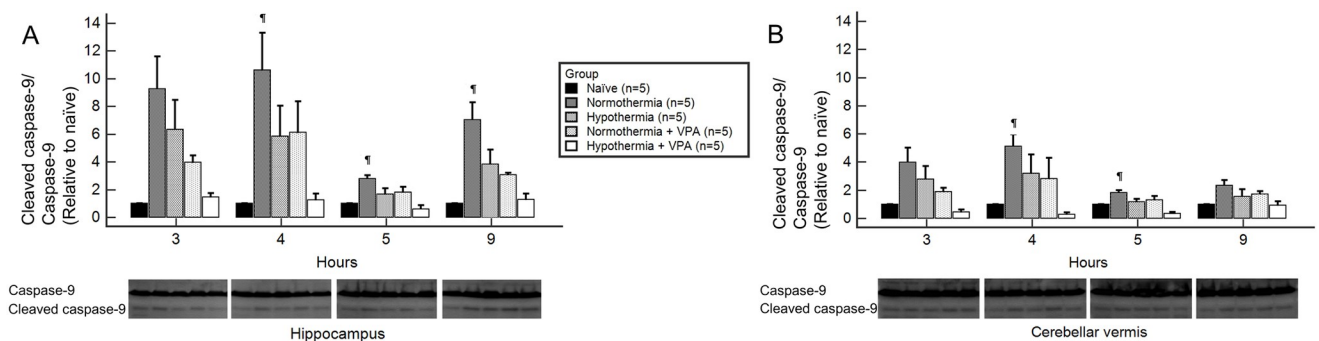 A
Cleaved caspase-9/
Caspase-9
(Relative to naïve)
14
12
10
8
6
4
2
0
¶
¶
¶
3 4 5 9
Hours
Caspase-9
Cleaved caspase-9
Hippocampus
Group
Naïve (n=5)
Normothermia (n=5)
Hypothermia (n=5)
Normothermia + VPA (n=5)
Hypothermia + VPA (n=5)
B
Cleaved caspase-9/
Caspase-9
(Relative to naïve)
14
12
10
8
6
4
2
0
¶
¶
3 4 5 9
Hours
Caspase-9
Cleaved caspase-9
Cerebellar vermis